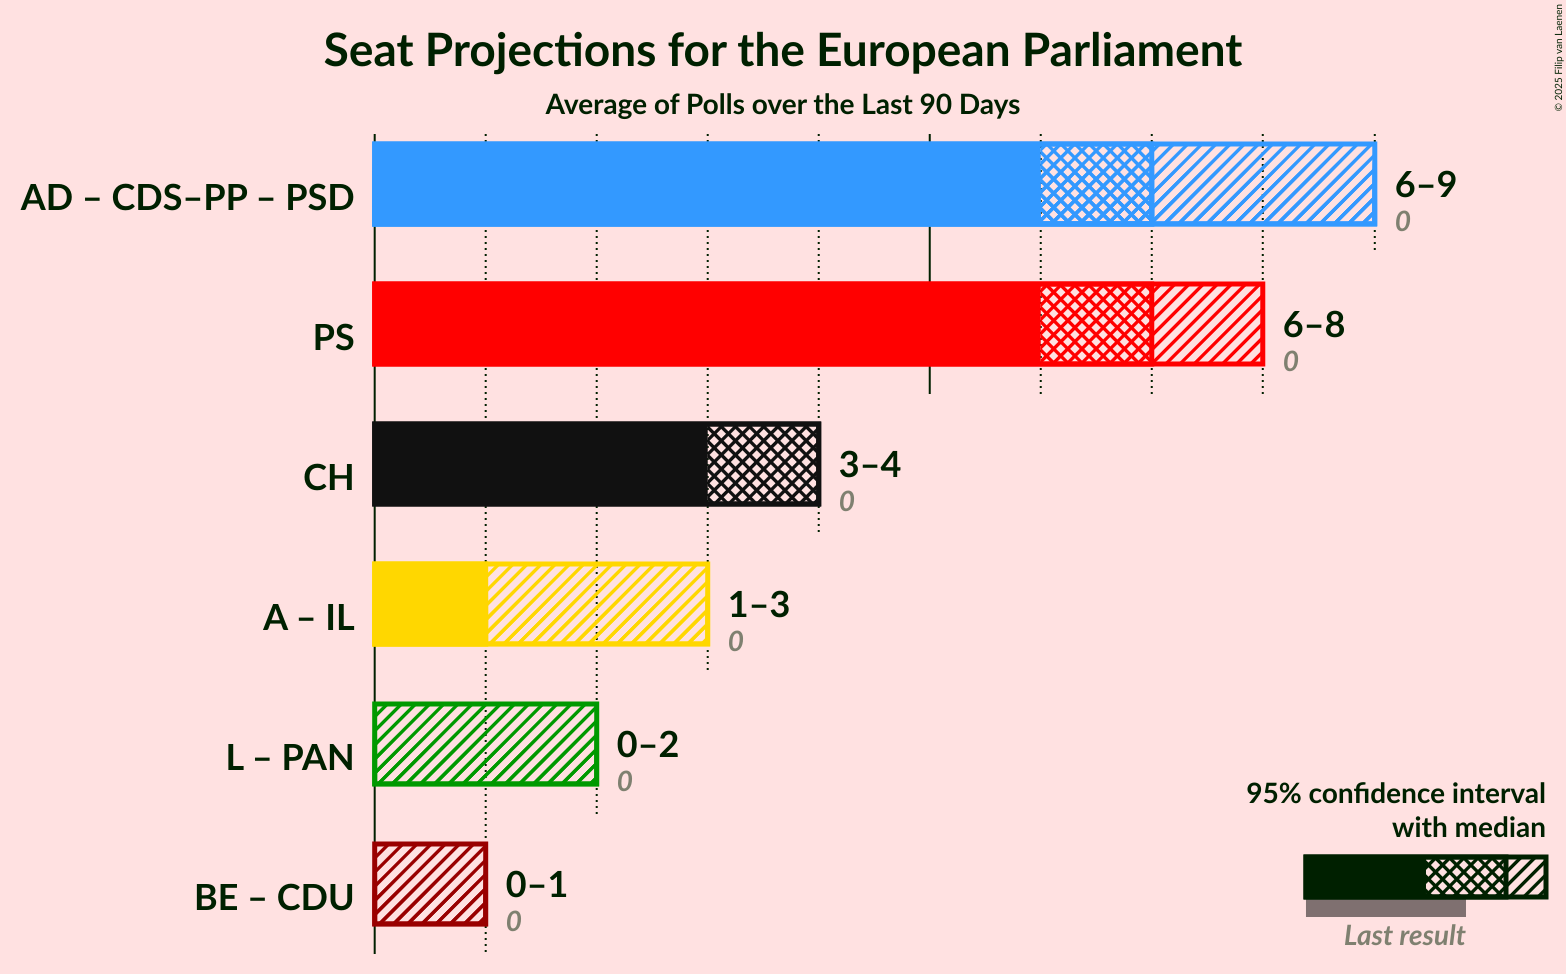 Seat Projections for the European Parliament
Average of Polls over the Last 90 Days
© 2025 Filip van Laenen
AD – CDS–PP – PSD
6–9
0
PS
6–8
0
CH
3–4
0
A – IL
1–3
0
L – PAN
0–2
0
BE – CDU
0–1
0
95% confidence interval
with median
Last result